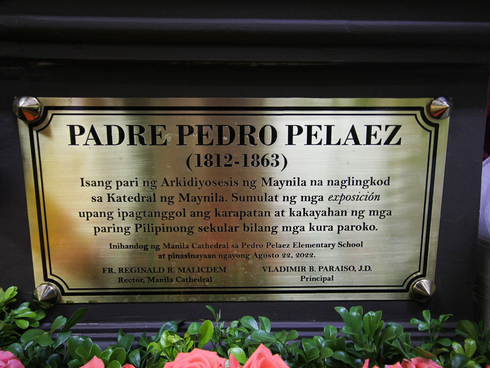 PADRE PEDRO PELAEZ
(1812-1863)
Isang pari ng Arkidiyosesis ng Maynila na naglingkod
sa Katedral ng Maynila. Sumulat ng mga exposición
upang ipagtanggol ang karapatan at kakayahan ng mga
paring Pilipinong sekular bilang mga kura paroko.
Inihandog ng Manila Cathedral sa Pedro Pelaez Elementary School
at pinasinayaan ngayong Agosto 22, 2022.
FR. REGINALD R. MALICDEM VLADIMIR B. PARAISO, J.D.
Rector, Manila Cathedral Principal